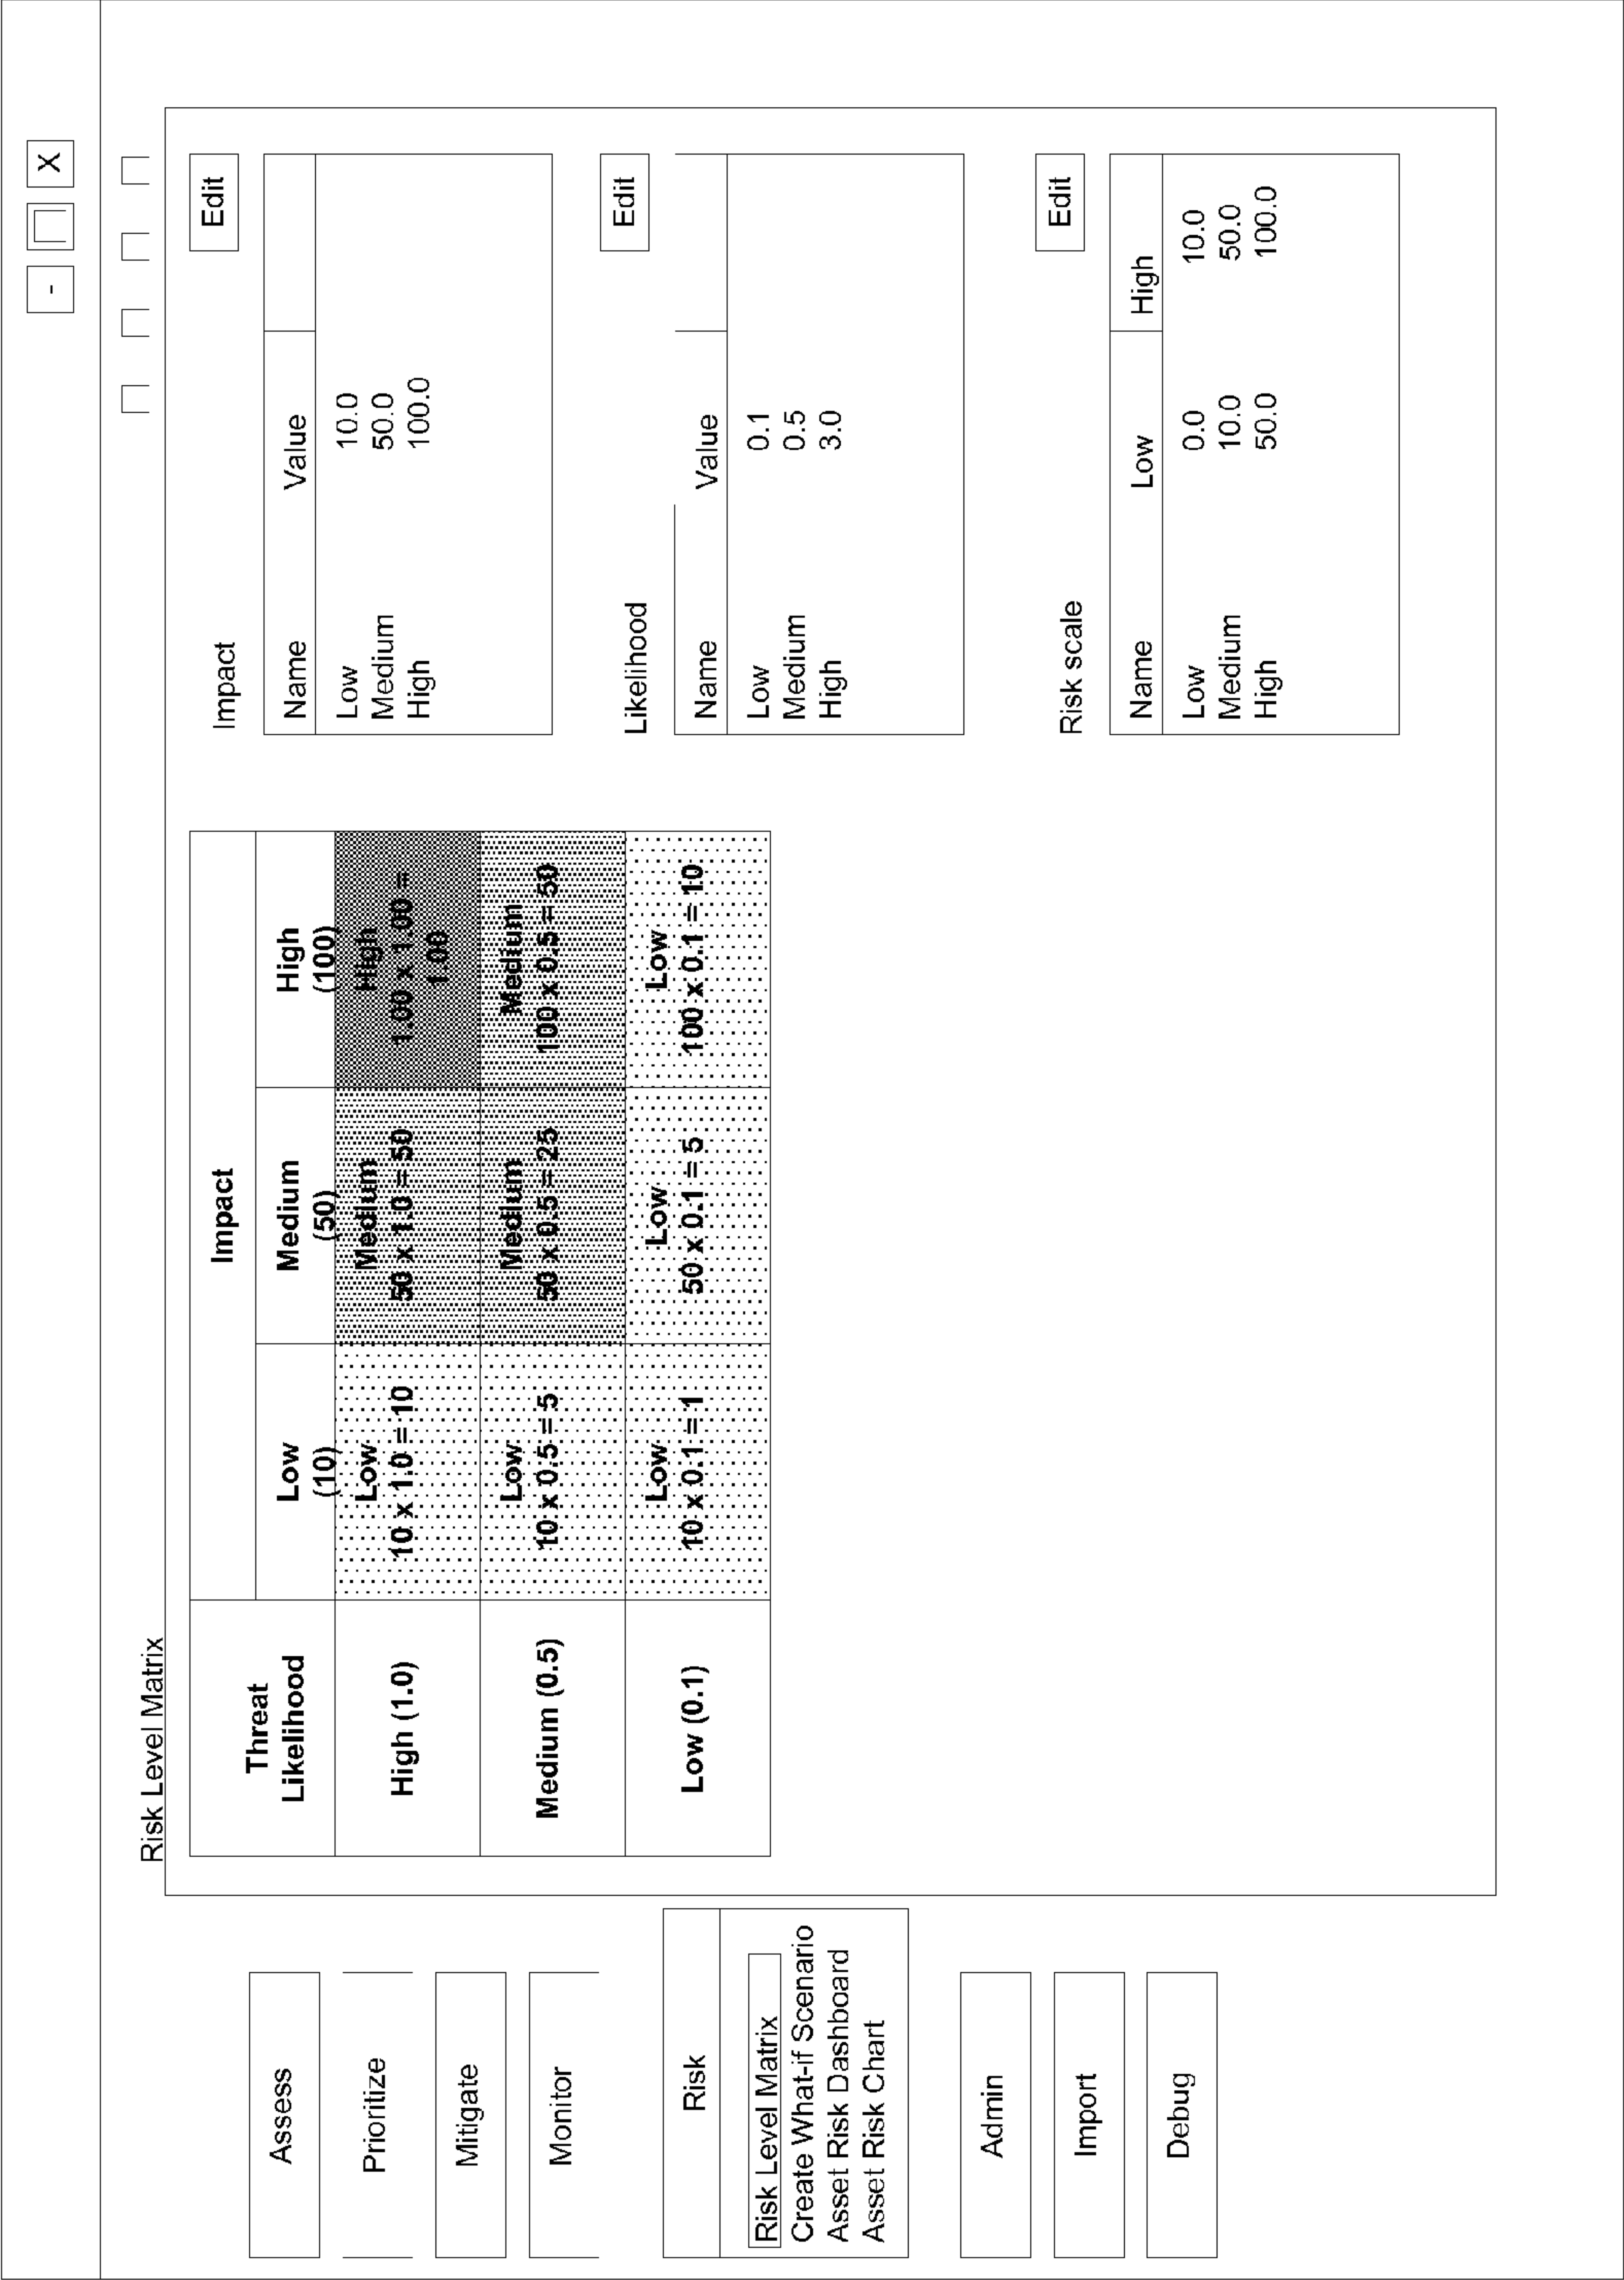 - X
Risk Level Matrix
Assess
Prioritize
Mitigate
Monitor
Risk
Risk Level Matrix
Create What-if Scenario
Asset Risk Dashboard
Asset Risk Chart
Admin
Import
Debug
Threat
Likelihood
Impact
Low
(10)
Medium
(50)
High
(100)
High (1.0)
Low
10 x 1.0 = 10
Medium
50 x 1.0 = 50
High
1.00 x 1.00 =
1.00
Medium (0.5)
Low
10 x 0.5 = 5
Medium
50 x 0.5 = 25
Medium
100 x 0.5 = 50
Low (0.1)
Low
10 x 0.1 = 1
Low
50 x 0.1 = 5
Low
100 x 0.1 = 10
Impact Edit
Name Value
Low 10.0
Medium 50.0
High 100.0
Likelihood Edit
Name Value
Low 0.1
Medium 0.5
High 3.0
Risk scale Edit
Name Low High
Low 0.0 10.0
Medium 10.0 50.0
High 50.0 100.0